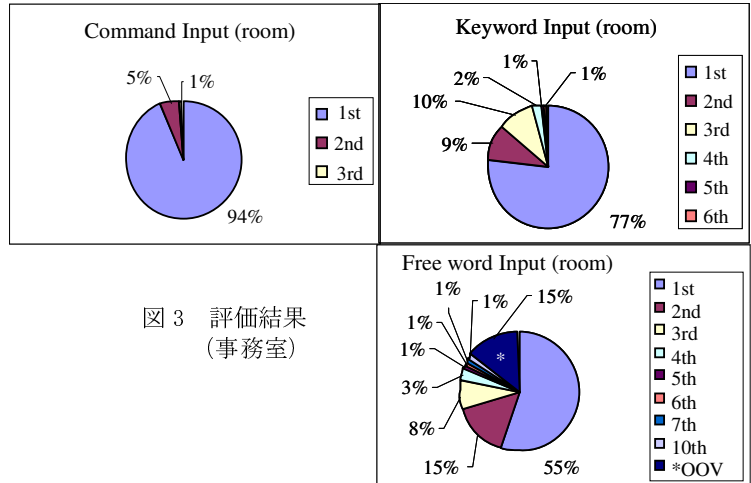 Command Input (room)
5%
1%
94%
1st
2nd
3rd
Keyword Input (room)
1%
2%
1%
10%
9%
77%
1st
2nd
3rd
4th
5th
6th
図 3 評価結果
(事務室)
Free word Input (room)
1%
1%
15%
1%
1%
3%
8%
15%
55%
*
1st
2nd
3rd
4th
5th
6th
7th
10th
*OOV